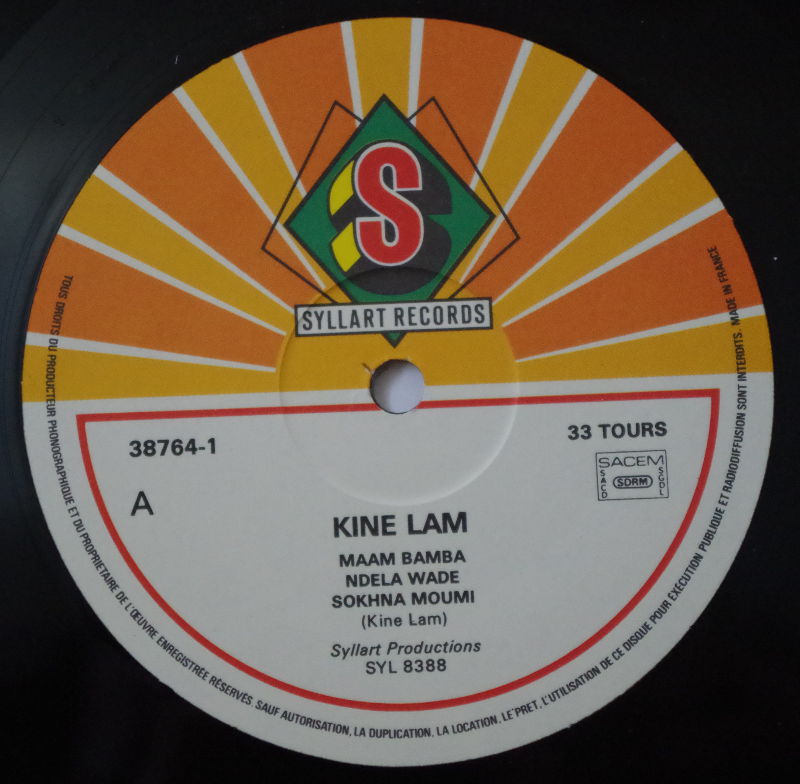 S
SYLLART RECORDS
38764-1
33 TOURS
A
SACEM
SACD
SDRM
SGDL
KINE LAM
MAAM BAMBA
NDELA WADE
SOKHNA MOUMI
(Kine Lam)
Syllart Productions
SYL 8388
TOUS DROITS DU PRODUCTEUR PHONOGRAPHIQUE ET DU PROPRIETAIRE DE L'ŒUVRE ENREGISTRÉE RÉSERVÉS. SAUF AUTORISATION, LA DUPLICATION, LA LOCATION, LE PRET, L'UTILISATION DE CE DISQUE POUR EXECUTION PUBLIQUE ET RADIODIFFUSION SONT INTERDITS. MADE IN FRANCE